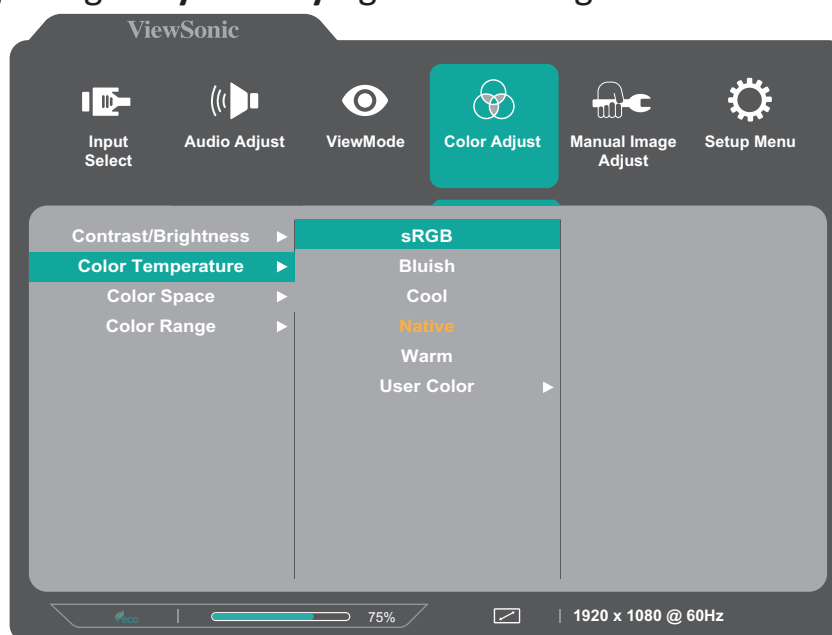 ViewSonic
Input Select
Audio Adjust
ViewMode
Color Adjust
Manual Image Adjust
Setup Menu
Contrast/Brightness
Color Temperature
Color Space
Color Range
sRGB
Bluish
Cool
Native
Warm
User Color
eco
75%
1920 x 1080 @ 60Hz